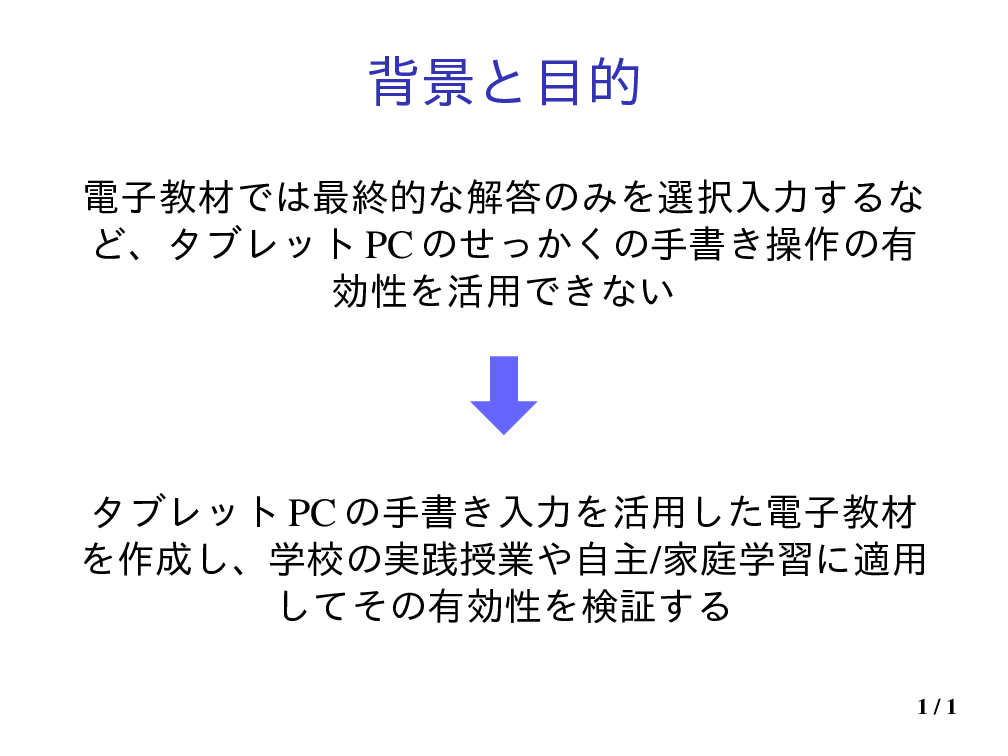 背景と目的
電子教材では最終的な解答のみを選択入力するな
ど、タブレット PC のせっかくの手書き操作の有
効性を活用できない
タブレット PC の手書き入力を活用した電子教材
を作成し、学校の実践授業や自主/家庭学習に適用
してその有効性を検証する
1 / 1